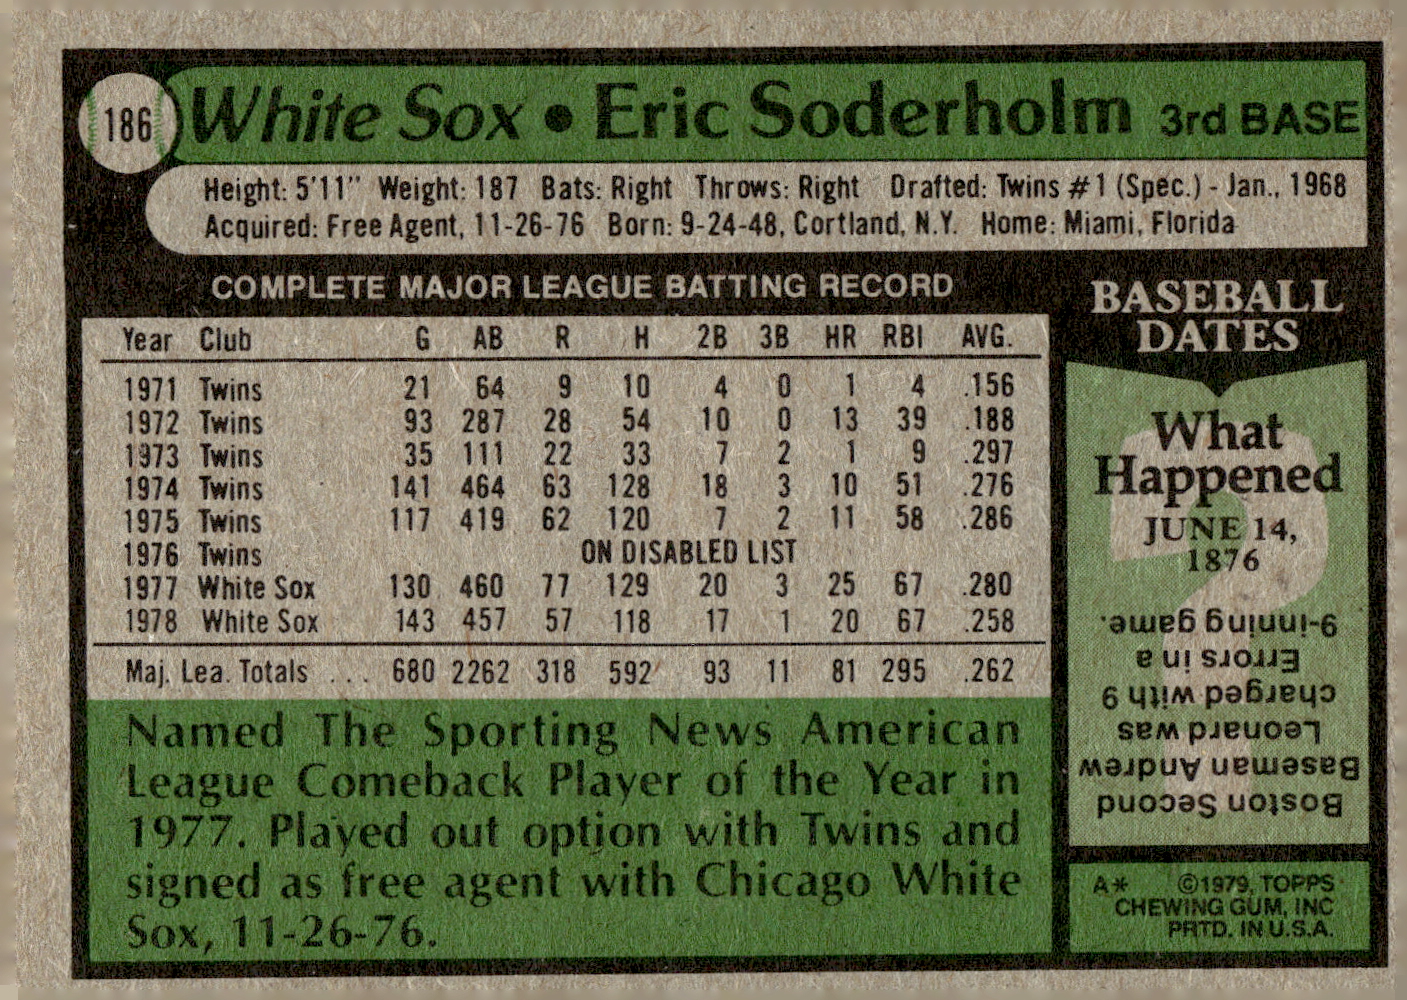 186
White Sox • Eric Soderholm 3rd BASE
Height: 5'11" Weight: 187 Bats: Right Throws: Right Drafted: Twins #1 (Spec.) - Jan., 1968
Acquired: Free Agent, 11-26-76 Born: 9-24-48, Cortland, N.Y. Home: Miami, Florida
COMPLETE MAJOR LEAGUE BATTING RECORD
Year Club G AB R H 2B 3B HR RBI AVG.
1971 Twins 21 64 9 10 4 0 1 4 .156
1972 Twins 93 287 28 54 10 0 13 39 .188
1973 Twins 35 111 22 33 7 2 1 9 .297
1974 Twins 141 464 63 128 18 3 10 51 .276
1975 Twins 117 419 62 120 7 2 11 58 .286
1976 Twins ON DISABLED LIST
1977 White Sox 130 460 77 129 20 3 25 67 .280
1978 White Sox 143 457 57 118 17 1 20 67 .258
Maj. Lea. Totals ... 680 2262 318 592 93 11 81 295 .262
Named The Sporting News American
League Comeback Player of the Year in
1977. Played out option with Twins and
signed as free agent with Chicago White
Sox, 11-26-76.
BASEBALL
DATES
What
Happened
JUNE 14,
1876
Boston Second
Baseman Andrew
Leonard was
charged with 9
Errors in a
9-inning game.
A* ©1979, TOPPS
CHEWING GUM, INC
PRTD. IN U.S.A.